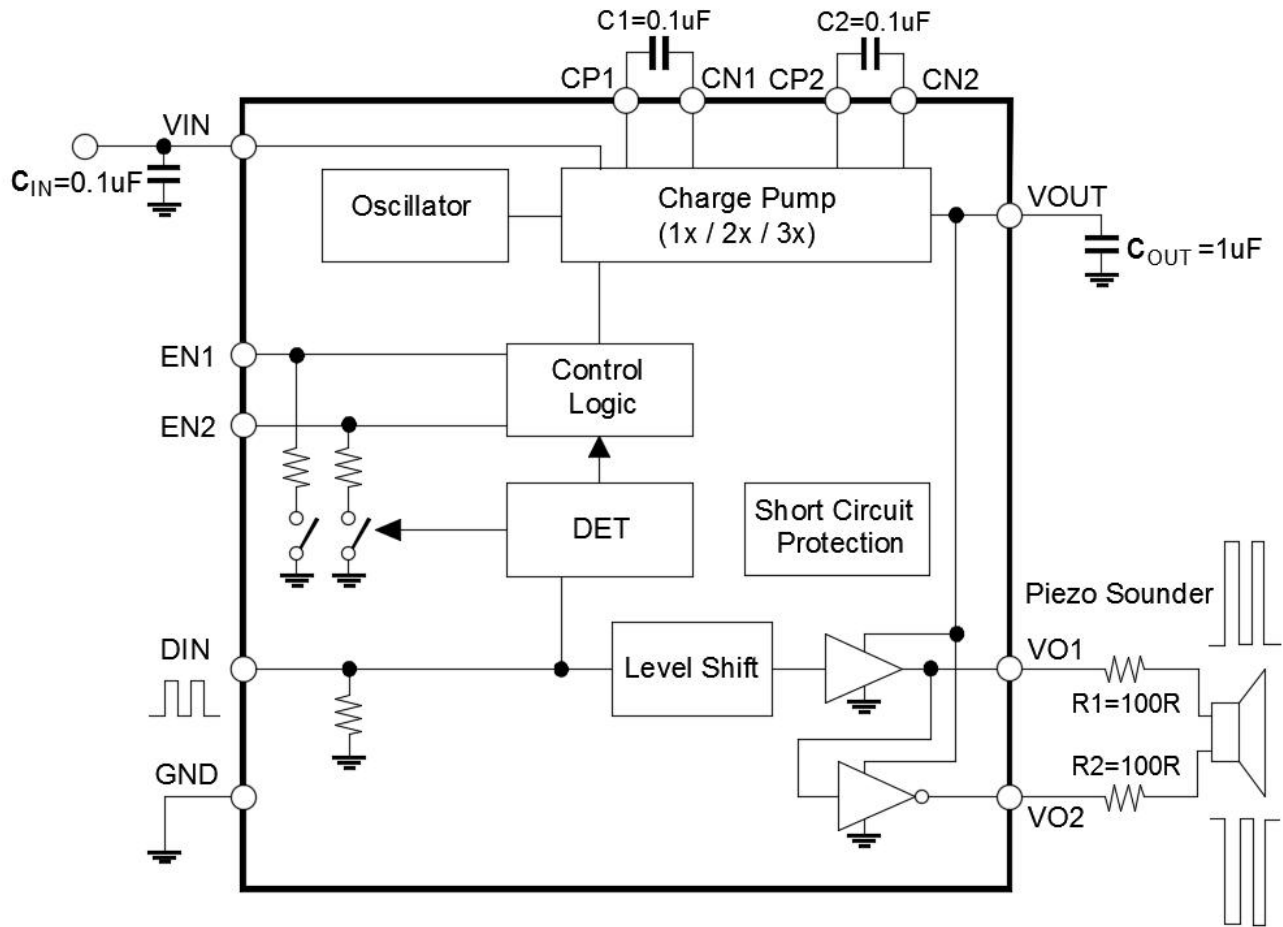 C1=0.1uF
C2=0.1uF
CP1
CN1
CP2
CN2
VIN
C_IN=0.1uF
Oscillator
Charge Pump
(1x / 2x / 3x)
VOUT
C_OUT =1uF
EN1
Control
Logic
EN2
DET
Short Circuit
Protection
Piezo Sounder
DIN
Level Shift
VO1
R1=100R
GND
R2=100R
VO2